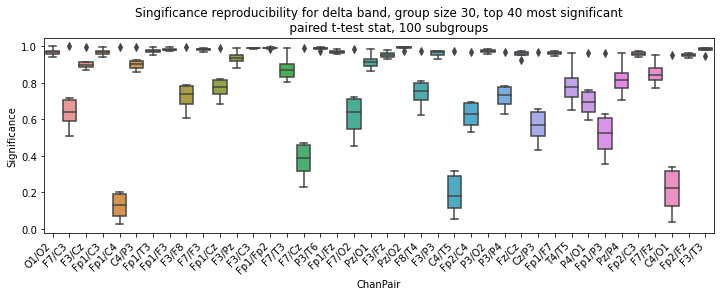 Singificance reproducibility for delta band, group size 30, top 40 most significant
paired t-test stat, 100 subgroups
Significance
1.0
0.8
0.6
0.4
0.2
0.0
O1/O2
F7/C3
F3/Cz
Fp1/C3
Fp1/C4
C4/P3
Fp1/T3
Fp1/F3
F3/F8
F7/F3
Fp1/Cz
F3/Pz
F3/C3
Fp1/Fp2
F7/T3
F7/Cz
P3/T6
Fp1/Fz
F7/O2
Pz/O1
F3/Fz
Pz/O2
F8/T4
F3/P3
C4/T5
Fp2/C4
P3/O2
P3/P4
Fz/Cz
Cz/P3
Fp1/F7
T4/T5
P4/O1
Fp1/P3
Pz/P4
Fp2/C3
F7/Fz
C4/O1
Fp2/Fz
F3/T3
ChanPair